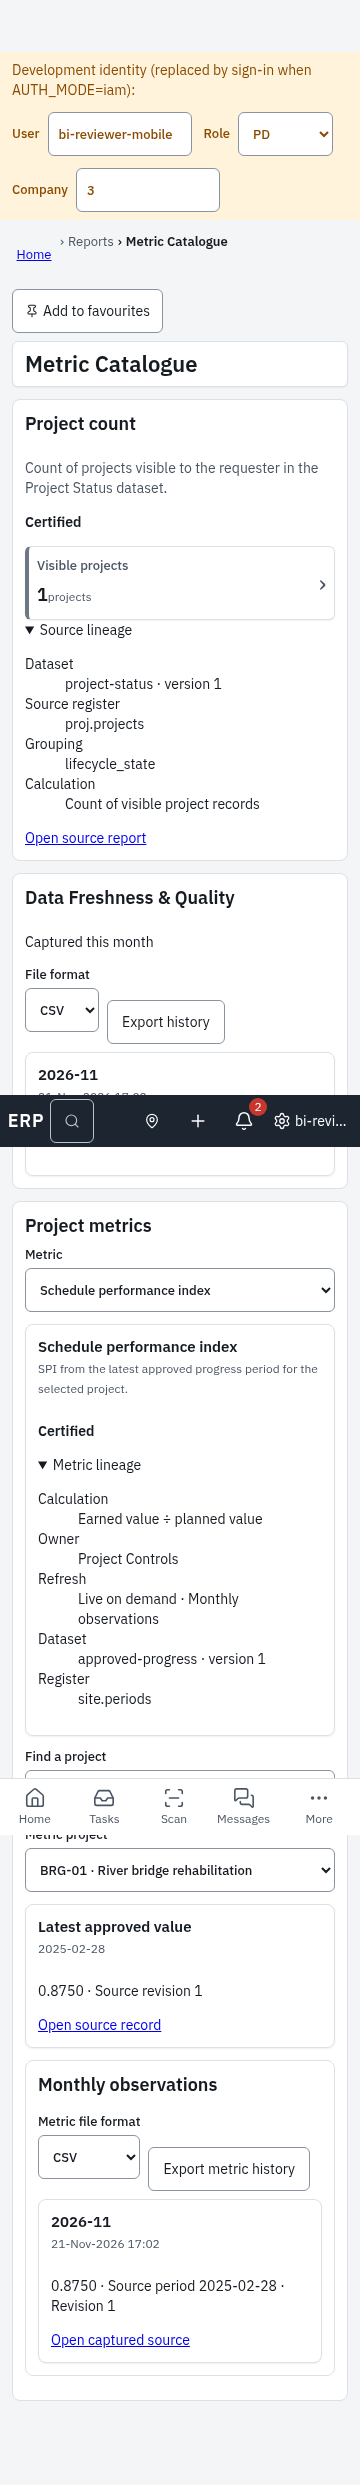 Development identity (replaced by sign-in when
AUTH_MODE=iam):
User bi-reviewer-mobile Role PD
Company 3
Home › Reports › Metric Catalogue
Add to favourites
Metric Catalogue
Project count
Count of projects visible to the requester in the
Project Status dataset.
Certified
Visible projects
1projects
Source lineage
Dataset
project-status · version 1
Source register
proj.projects
Grouping
lifecycle_state
Calculation
Count of visible project records
Open source report
Data Freshness & Quality
Captured this month
File format
CSV Export history
2026-11
ERP 2 bi-revi...
Project metrics
Metric
Schedule performance index
Schedule performance index
SPI from the latest approved progress period for the
selected project.
Certified
Metric lineage
Calculation
Earned value ÷ planned value
Owner
Project Controls
Refresh
Live on demand · Monthly
observations
Dataset
approved-progress · version 1
Register
site.periods
Find a project
Home Tasks Scan Messages More
Metric project
BRG-01 · River bridge rehabilitation
Latest approved value
2025-02-28
0.8750 · Source revision 1
Open source record
Monthly observations
Metric file format
CSV Export metric history
2026-11
21-Nov-2026 17:02
0.8750 · Source period 2025-02-28 ·
Revision 1
Open captured source